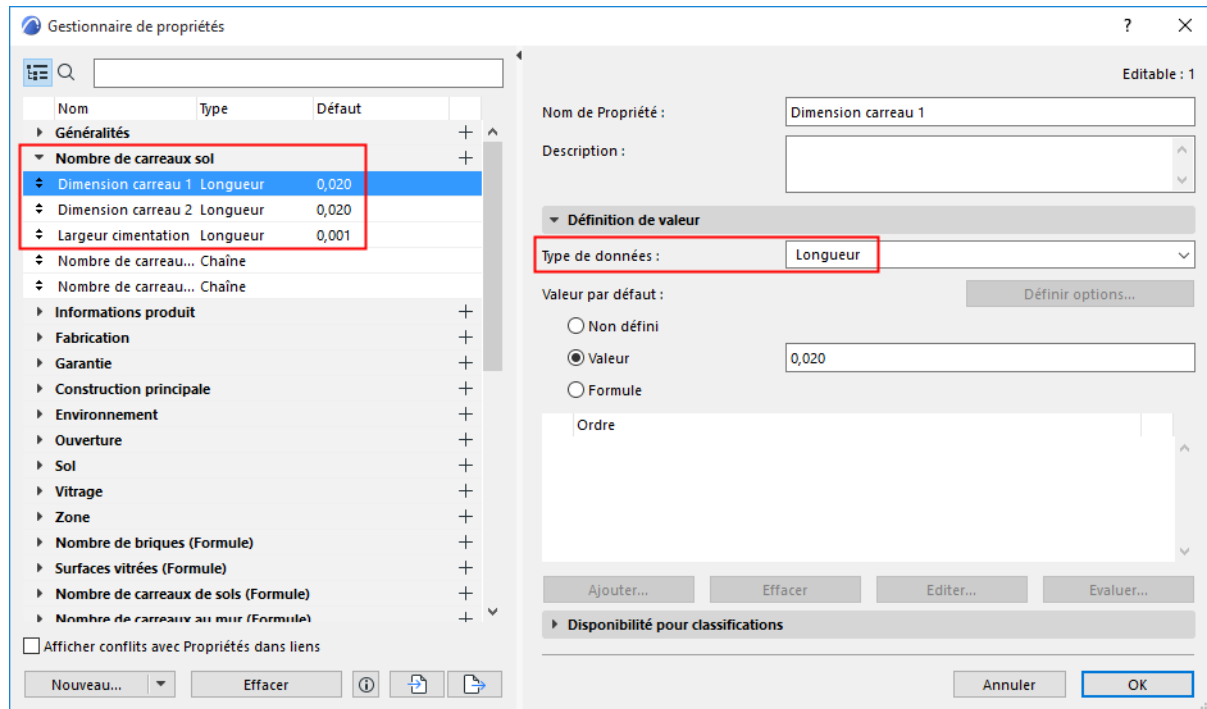 Gestionnaire de propriétés
?
Editable : 1
Nom Type Défaut
Généralités
Nombre de carreaux sol
Dimension carreau 1 Longueur 0,020
Dimension carreau 2 Longueur 0,020
Largeur cimentation Longueur 0,001
Nombre de carreau... Chaîne
Nombre de carreau... Chaîne
Informations produit
Fabrication
Garantie
Construction principale
Environnement
Ouverture
Sol
Vitrage
Zone
Nombre de briques (Formule)
Surfaces vitrées (Formule)
Nombre de carreaux de sols (Formule)
Nombre de carreaux au mur (Formule)
Afficher conflits avec Propriétés dans liens
Nouveau... Effacer
Nom de Propriété : Dimension carreau 1
Description :
Définition de valeur
Type de données : Longueur
Valeur par défaut : Définir options...
Non défini
Valeur 0,020
Formule
Ordre
Ajouter... Effacer Editer... Evaluer...
Disponibilité pour classifications
Annuler OK